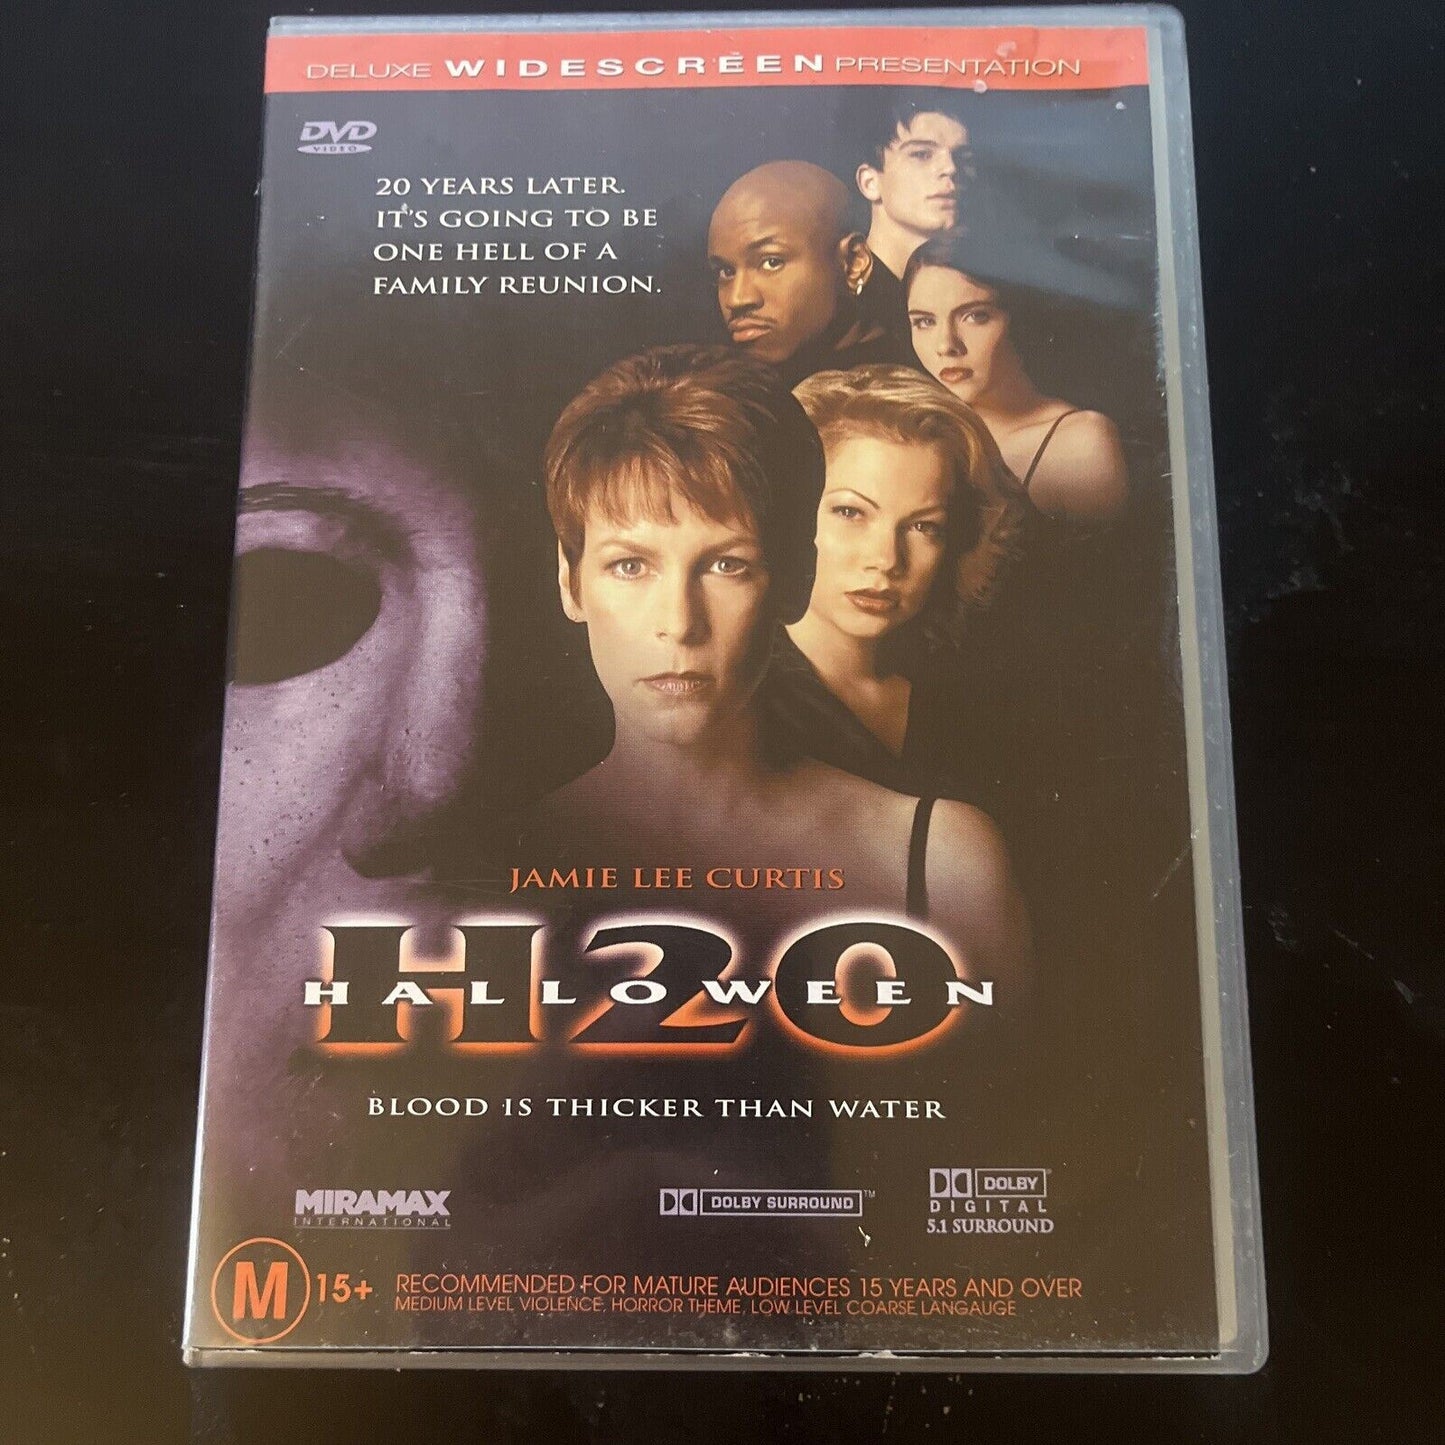 DELUXE WIDESCREEN PRESENTATION
DVD
VIDEO
20 YEARS LATER.
IT'S GOING TO BE
ONE HELL OF A
FAMILY REUNION.
JAMIE LEE CURTIS
H20
HALLOWEEN
BLOOD IS THICKER THAN WATER
MIRAMAX
INTERNATIONAL
DOLBY SURROUND™
DOLBY®
DIGITAL
5.1 SURROUND
M 15+ RECOMMENDED FOR MATURE AUDIENCES 15 YEARS AND OVER
MEDIUM LEVEL VIOLENCE, HORROR THEME, LOW LEVEL COARSE LANGAUGE